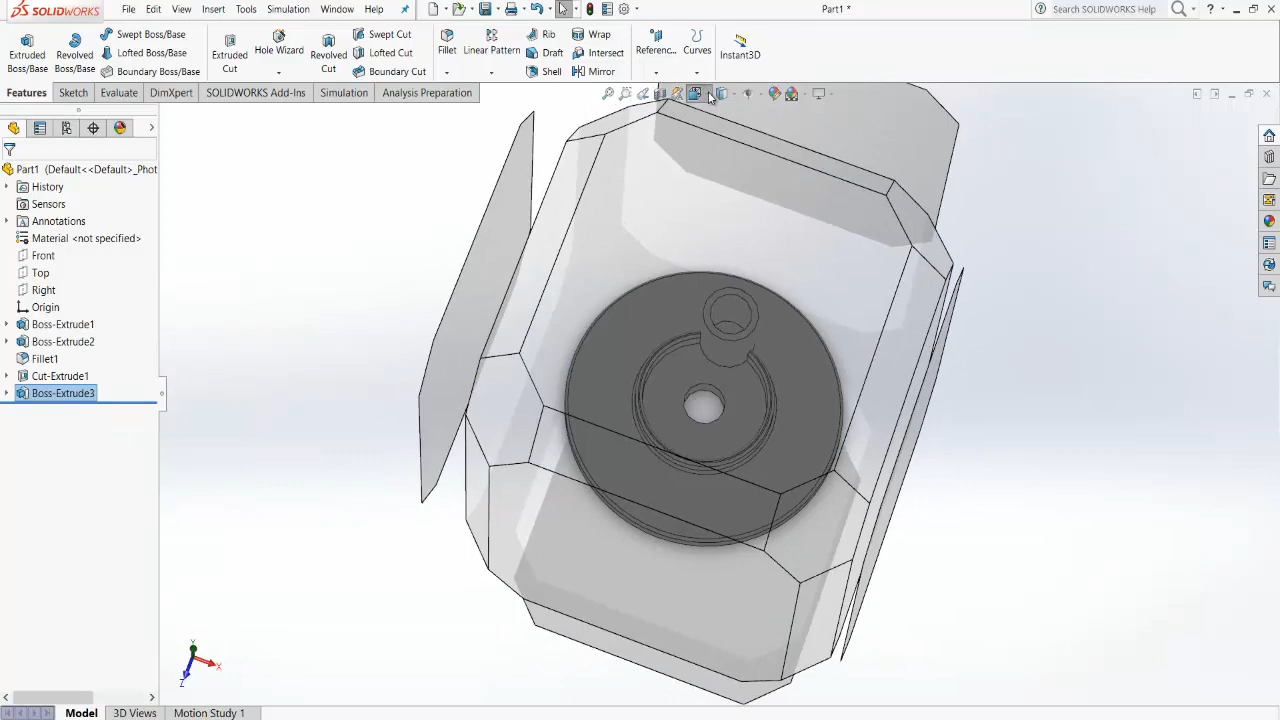 SOLIDWORKS File Edit View Insert Tools Simulation Window Help Part1 * Search SOLIDWORKS Help ?
Extruded Boss/Base Revolved Boss/Base Swept Boss/Base Lofted Boss/Base Boundary Boss/Base Extruded Cut Hole Wizard Revolved Cut Swept Cut Lofted Cut Boundary Cut Fillet Linear Pattern Rib Draft Shell Wrap Intersect Mirror Referenc... Curves Instant3D
Features Sketch Evaluate DimXpert SOLIDWORKS Add-Ins Simulation Analysis Preparation
Part1 (Default<<Default>_Phot
History
Sensors
Annotations
Material <not specified>
Front
Top
Right
Origin
Boss-Extrude1
Boss-Extrude2
Fillet1
Cut-Extrude1
Boss-Extrude3
Y
X
Z
Model 3D Views Motion Study 1